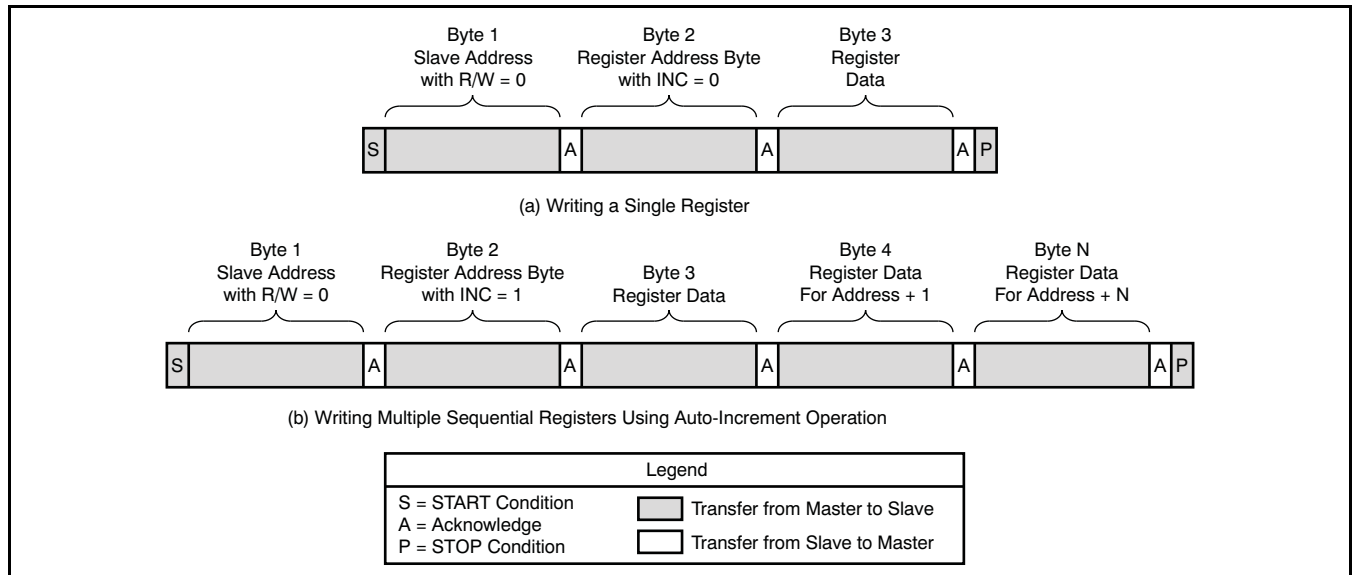 Byte 1
Slave Address
with R/W = 0
Byte 2
Register Address Byte
with INC = 0
Byte 3
Register
Data
S
A
A
A
P
(a) Writing a Single Register
Byte 1
Slave Address
with R/W = 0
Byte 2
Register Address Byte
with INC = 1
Byte 3
Register Data
Byte 4
Register Data
For Address + 1
Byte N
Register Data
For Address + N
S
A
A
A
A
A
P
(b) Writing Multiple Sequential Registers Using Auto-Increment Operation
Legend
S = START Condition
A = Acknowledge
P = STOP Condition
Transfer from Master to Slave
Transfer from Slave to Master